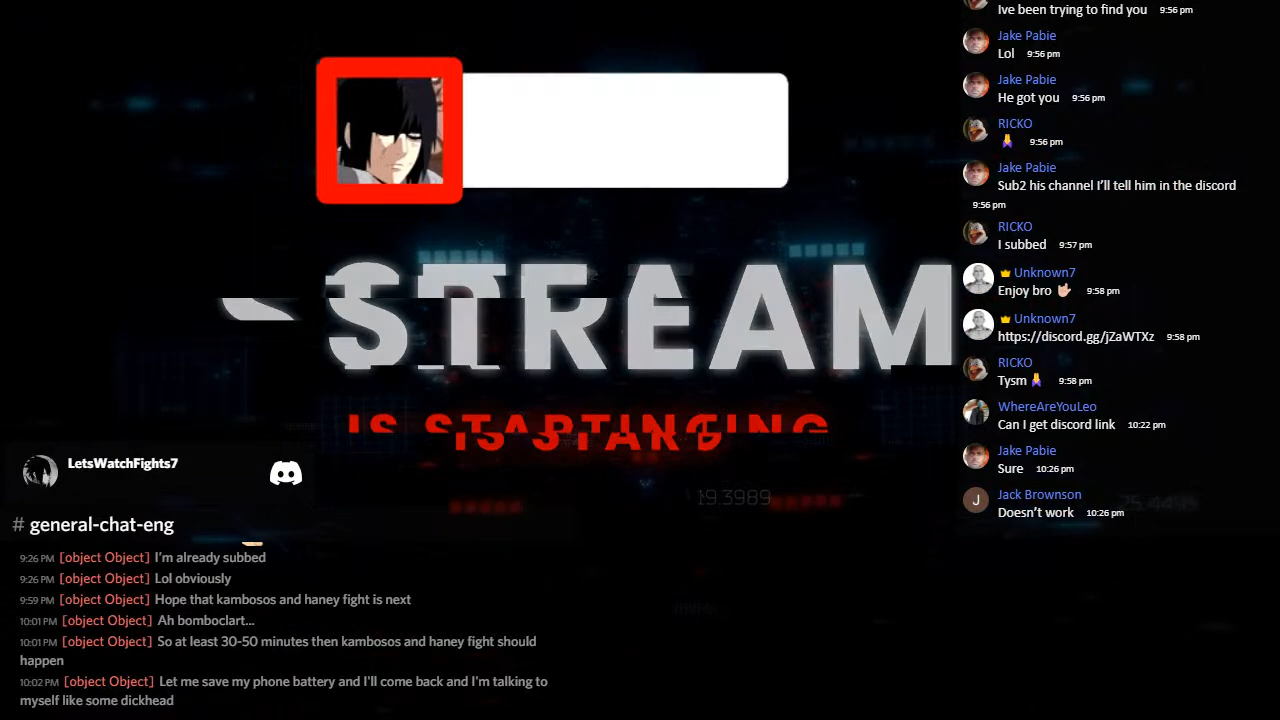 Ive been trying to find you 9:56 pm
Jake Pabie
Lol 9:56 pm
Jake Pabie
He got you 9:56 pm
RICKO
9:56 pm
Jake Pabie
Sub2 his channel I'll tell him in the discord
9:56 pm
RICKO
I subbed 9:57 pm
Unknown7
Enjoy bro 🤟🏻 9:58 pm
Unknown7
https://discord.gg/jZaWTXz 9:58 pm
RICKO
Tysm 9:58 pm
WhereAreYouLeo
Can I get discord link 10:22 pm
Jake Pabie
Sure 10:26 pm
J
Jack Brownson
Doesn't work 10:26 pm
STREAM
IS STARTING
19.3989
LetsWatchFights7
# general-chat-eng
9:26 PM [object Object] I'm already subbed
9:26 PM [object Object] Lol obviously
9:59 PM [object Object] Hope that kambosos and haney fight is next
10:01 PM [object Object] Ah bomboclart...
10:01 PM [object Object] So at least 30-50 minutes then kambosos and haney fight should
happen
10:02 PM [object Object] Let me save my phone battery and I'll come back and I'm talking to
myself like some dickhead